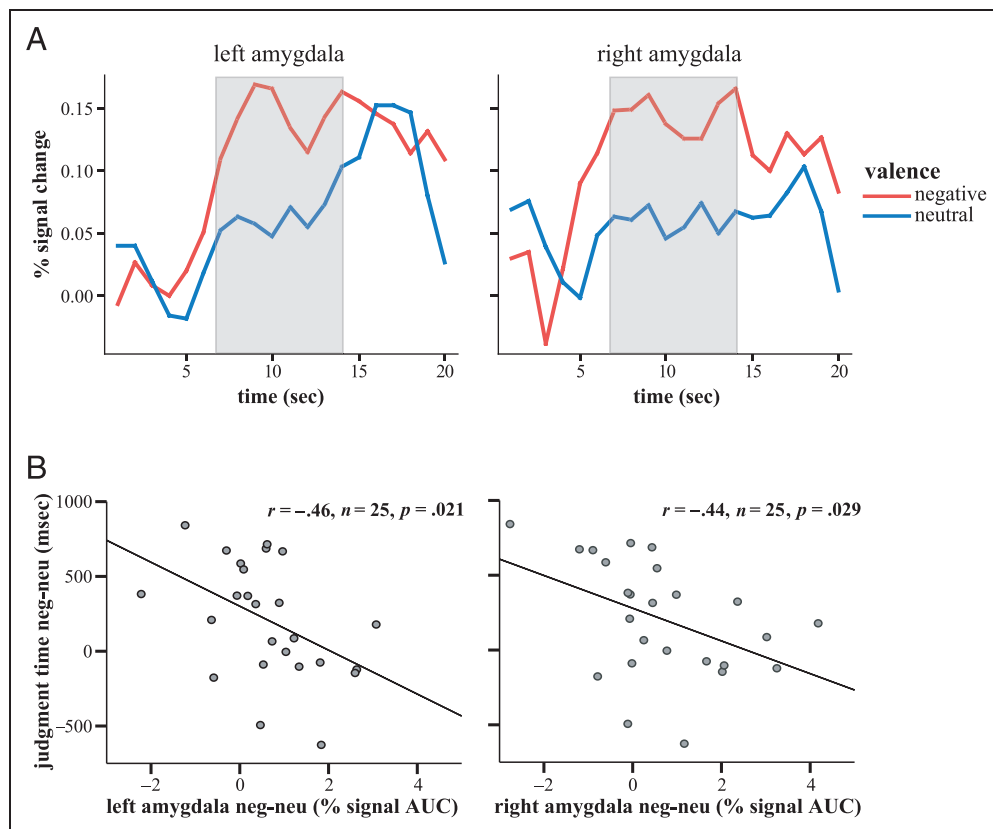 A
left amygdala
right amygdala
% signal change
0.15
0.10
0.05
0.00
5
10
15
20
time (sec)
5
10
15
20
time (sec)
valence
negative
neutral
B
judgment time neg-neu (msec)
1000
500
0
−500
r = −.46, n = 25, p = .021
r = −.44, n = 25, p = .029
−2
0
2
4
left amygdala neg-neu (% signal AUC)
−2
0
2
4
right amygdala neg-neu (% signal AUC)